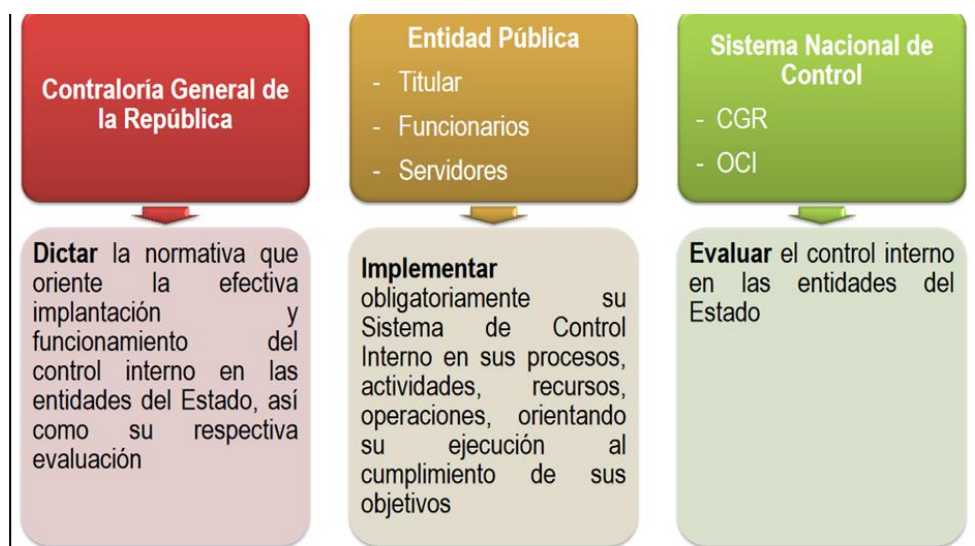 Contraloría General de
la República
Dictar la normativa que
oriente la efectiva
implantación y
funcionamiento del
control interno en las
entidades del Estado, así
como su respectiva
evaluación
Entidad Pública
- Titular
- Funcionarios
- Servidores
Implementar
obligatoriamente su
Sistema de Control
Interno en sus procesos,
actividades, recursos,
operaciones, orientando
su ejecución al
cumplimiento de sus
objetivos
Sistema Nacional de
Control
- CGR
- OCI
Evaluar el control interno
en las entidades del
Estado